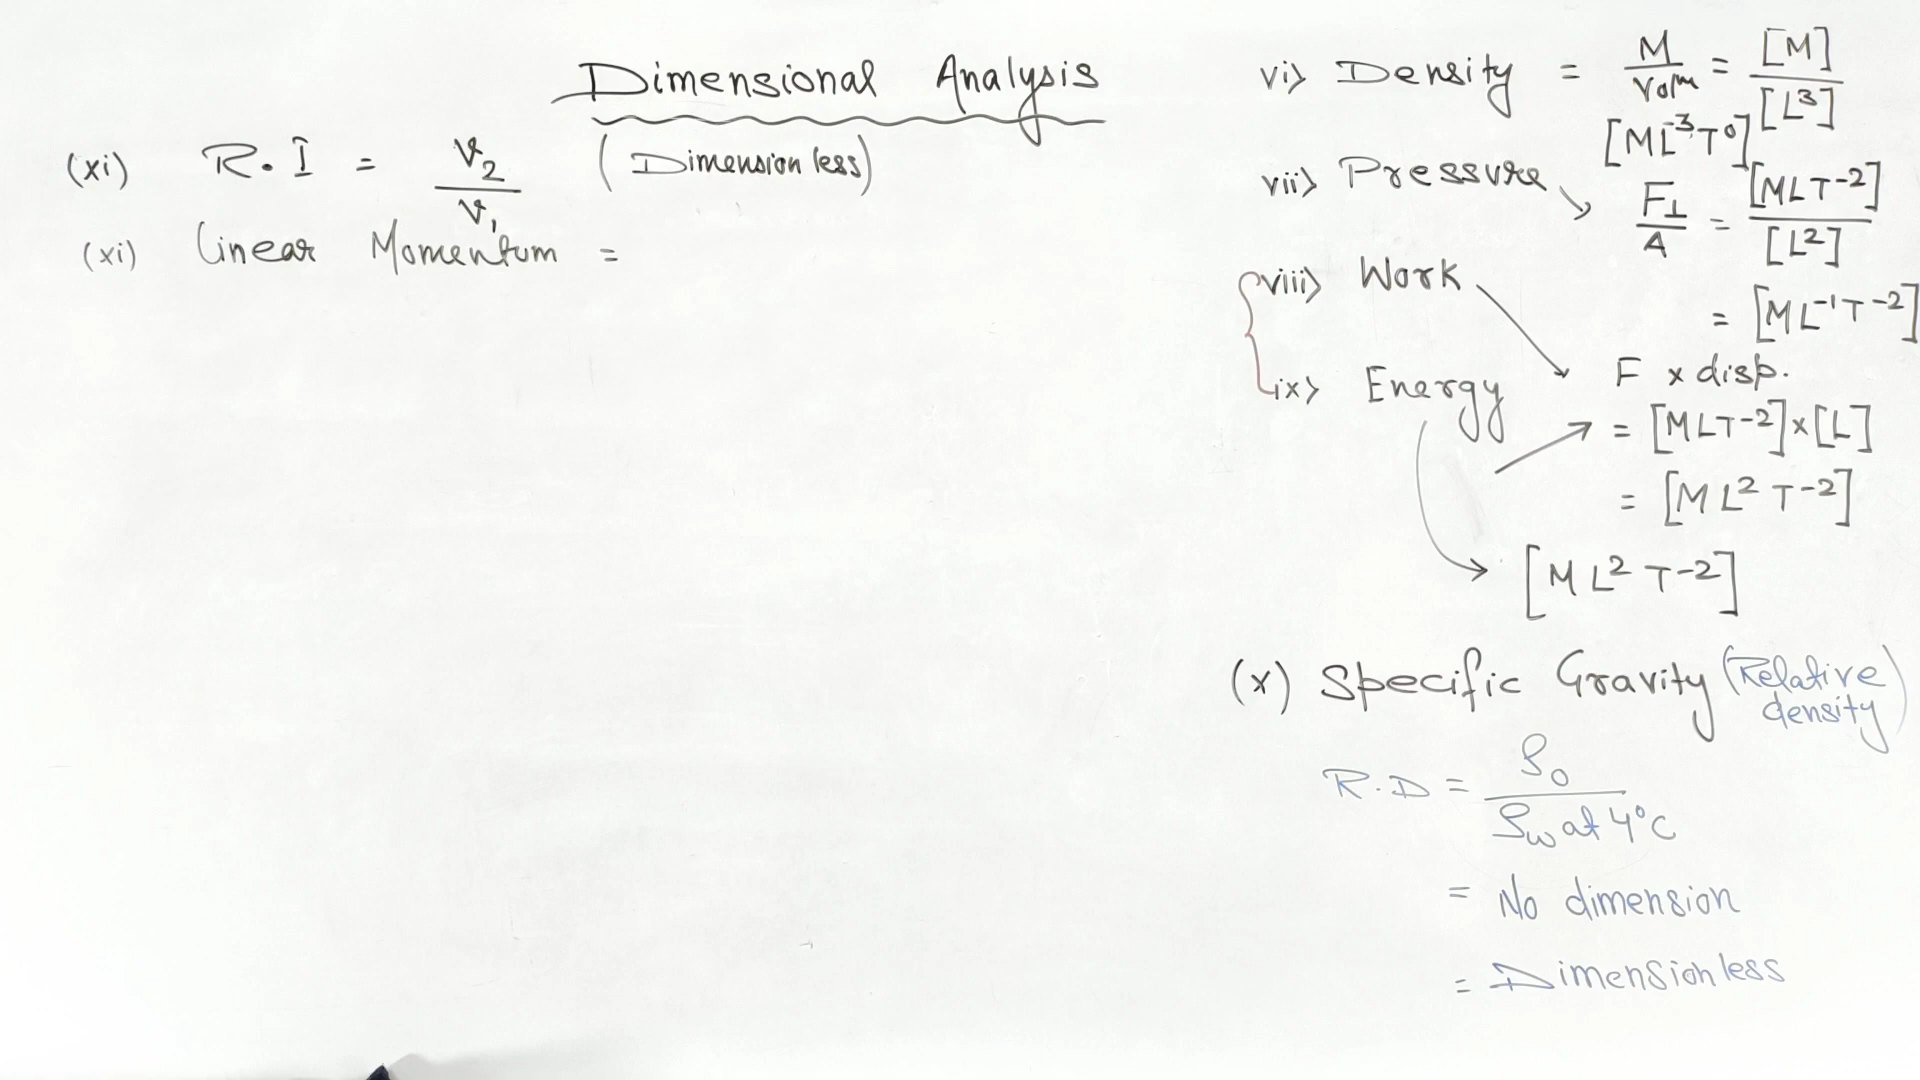 Dimensional Analysis
(xi) R.I = v₂ / v₁ (Dimensionless)
(xi) Linear Momentum =
vi> Density = M / Volm = [M] / [L³]
[ML⁻³T⁰]
vii> Pressure → F⊥ / A = [MLT⁻²] / [L²]
= [ML⁻¹T⁻²]
viii> Work
F x disp.
ix> Energy
= [MLT⁻²]x[L]
= [ML²T⁻²]
[ML²T⁻²]
(x) Specific Gravity (Relative density)
R.D = ρ₀ / ρw at 4°C
= No dimension
= Dimensionless